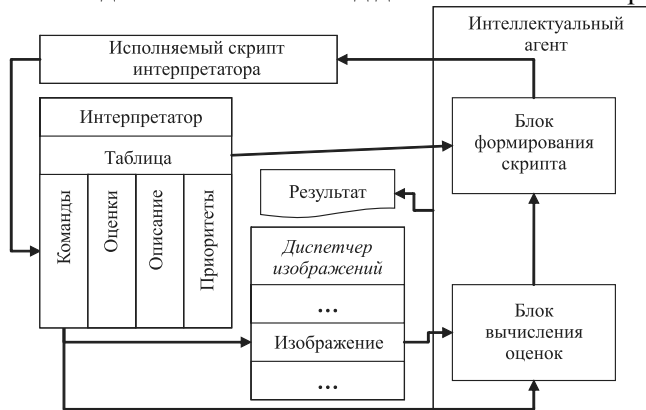 Интеллектуальный
агент
Исполняемый скрипт
интерпретатора
Интерпретатор
Таблица
Команды
Оценки
Описание
Приоритеты
Блок
формирования
скрипта
Результат
Диспетчер
изображений
...
Изображение
...
Блок
вычисления
оценок